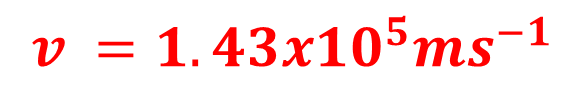 v = 1.43x10⁵ms⁻¹